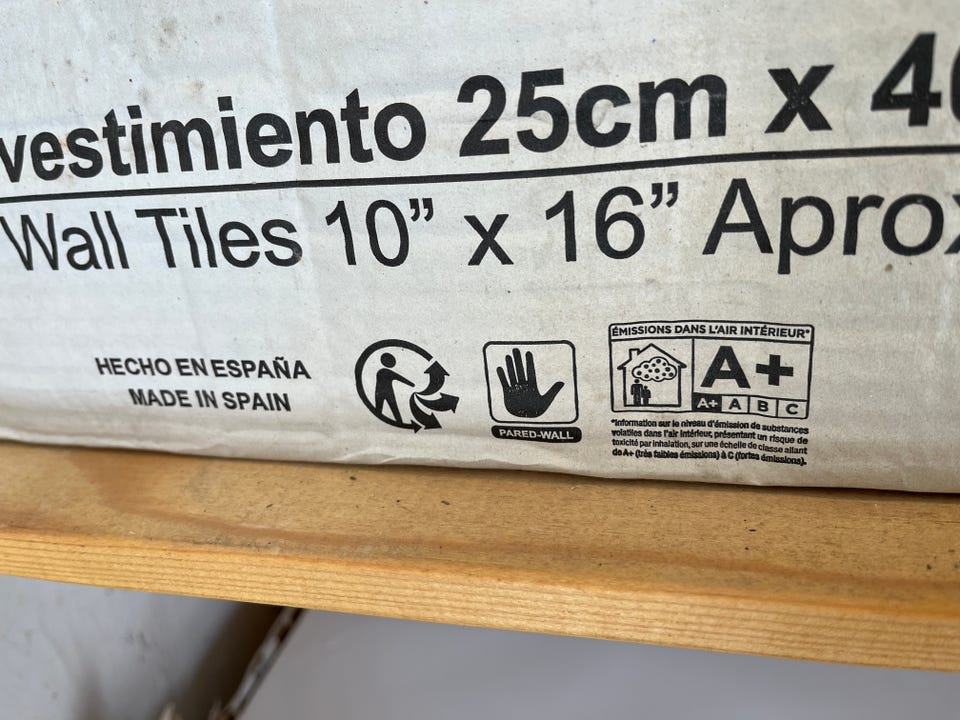 vestimiento 25cm x 40
Wall Tiles 10” x 16” Aprox
HECHO EN ESPAÑA
MADE IN SPAIN
PARED-WALL
ÉMISSIONS DANS L'AIR INTÉRIEUR*
A+
A+ A B C
*Information sur le niveau d'émission de substances
volatiles dans l'air intérieur, présentant un risque de
toxicité par inhalation, sur une échelle de classe allant
de A+ (très faibles émissions) à C (fortes émissions).